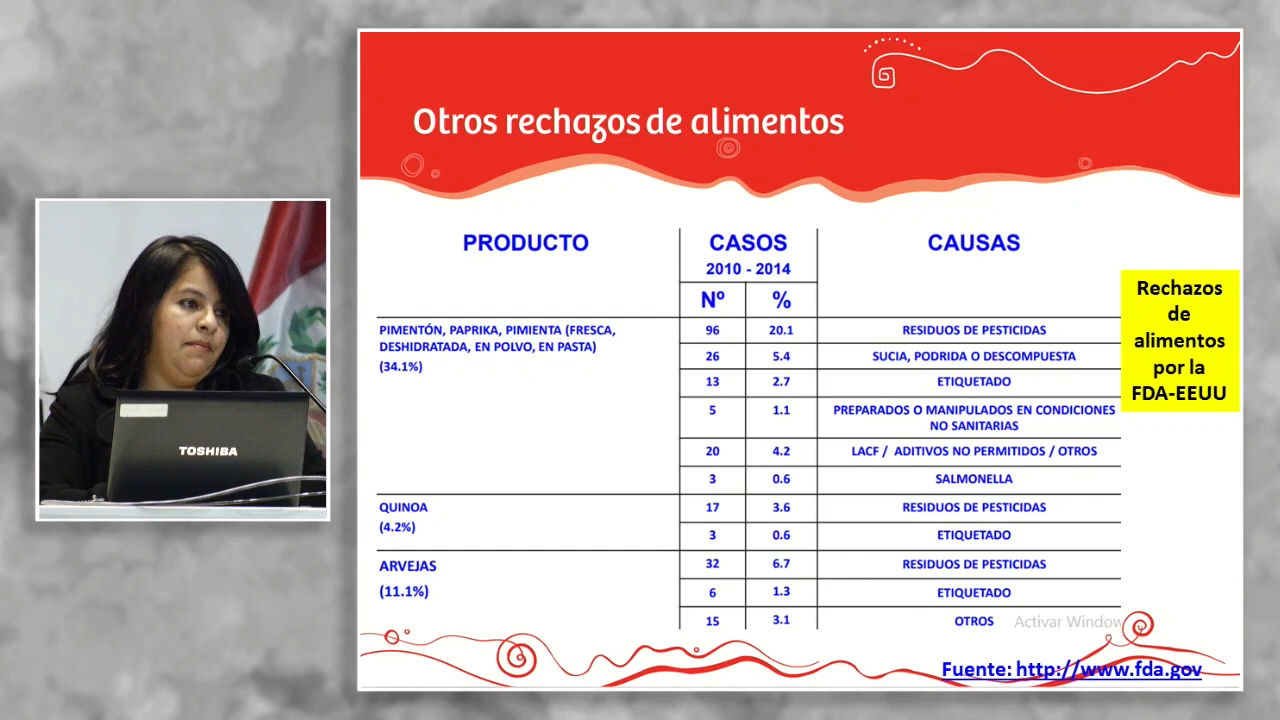 Otros rechazos de alimentos
PRODUCTO
CASOS
CAUSAS
2010 - 2014
Nº
%
PIMENTÓN, PAPRIKA, PIMIENTA (FRESCA,
DESHIDRATADA, EN POLVO, EN PASTA)
(34.1%)
96 20.1 RESIDUOS DE PESTICIDAS
26 5.4 SUCIA, PODRIDA O DESCOMPUESTA
13 2.7 ETIQUETADO
5 1.1 PREPARADOS O MANIPULADOS EN CONDICIONES
NO SANITARIAS
20 4.2 LACF / ADITIVOS NO PERMITIDOS / OTROS
3 0.6 SALMONELLA
QUINOA
(4.2%)
17 3.6 RESIDUOS DE PESTICIDAS
3 0.6 ETIQUETADO
ARVEJAS
(11.1%)
32 6.7 RESIDUOS DE PESTICIDAS
6 1.3 ETIQUETADO
15 3.1 OTROS
Activar Window
Rechazos
de
alimentos
por la
FDA-EEUU
Fuente: http://www.fda.gov
TOSHIBA